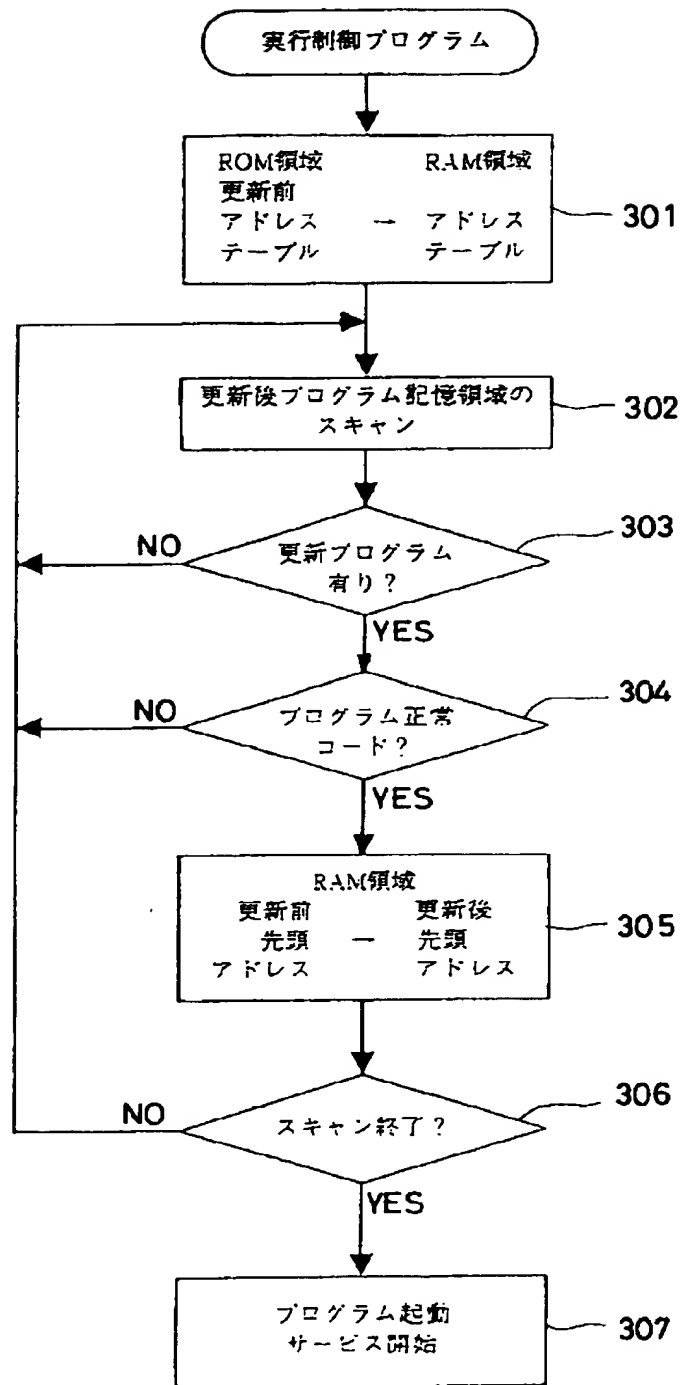 実行制御プログラム
ROM領域 RAM領域
更新前
アドレス → アドレス
テーブル テーブル
301
更新後プログラム記憶領域の
スキャン
302
更新プログラム
有り?
303
NO
YES
プログラム正常
コード?
304
NO
YES
RAM領域
更新前 更新後
先頭 — 先頭
アドレス アドレス
305
スキャン終了?
306
NO
YES
プログラム起動
サービス開始
307